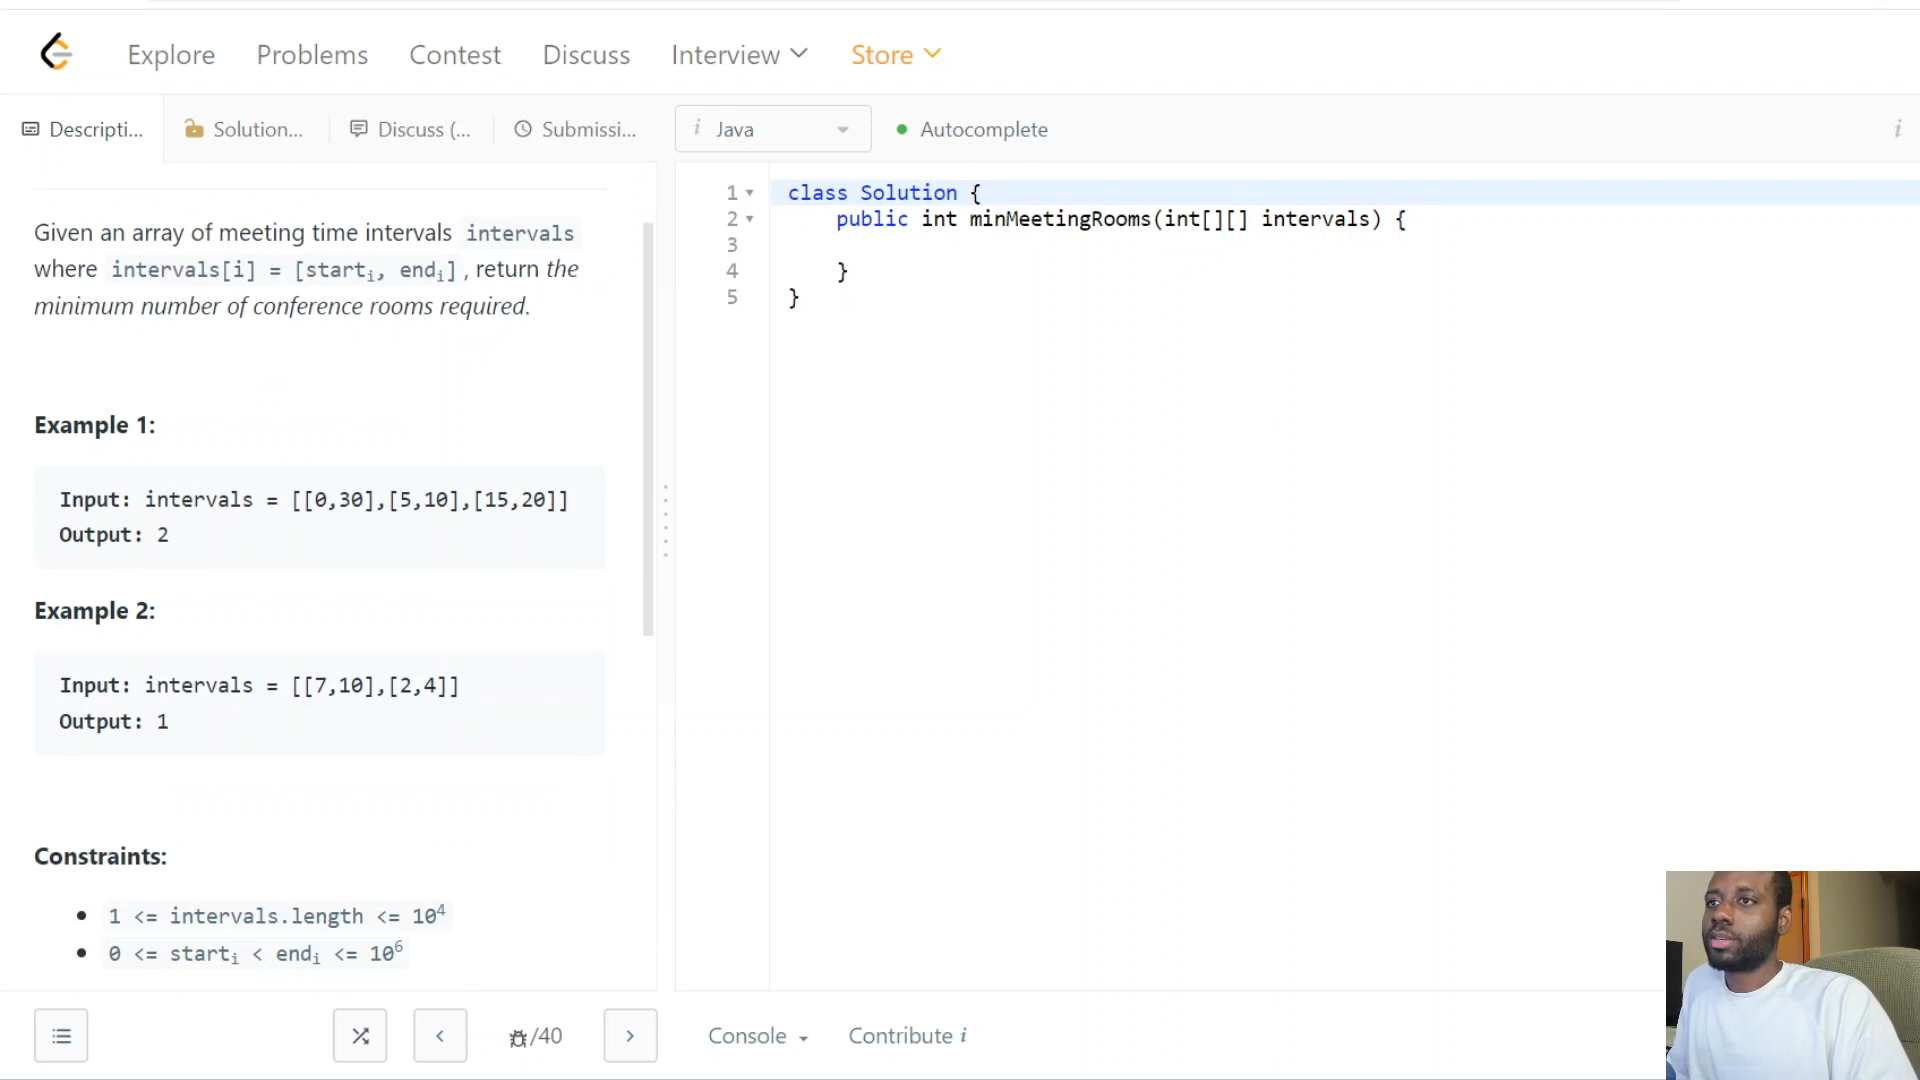 Explore Problems Contest Discuss Interview Store
Descripti... Solution... Discuss (... Submissi... i Java Autocomplete i
Given an array of meeting time intervals intervals
where intervals[i] = [starti, endi], return the
minimum number of conference rooms required.
Example 1:
Input: intervals = [[0,30],[5,10],[15,20]]
Output: 2
Example 2:
Input: intervals = [[7,10],[2,4]]
Output: 1
Constraints:
1 <= intervals.length <= 10⁴
0 <= starti < endi <= 10⁶
1 class Solution {
2 public int minMeetingRooms(int[][] intervals) {
3
4 }
5 }
/40 Console Contribute i